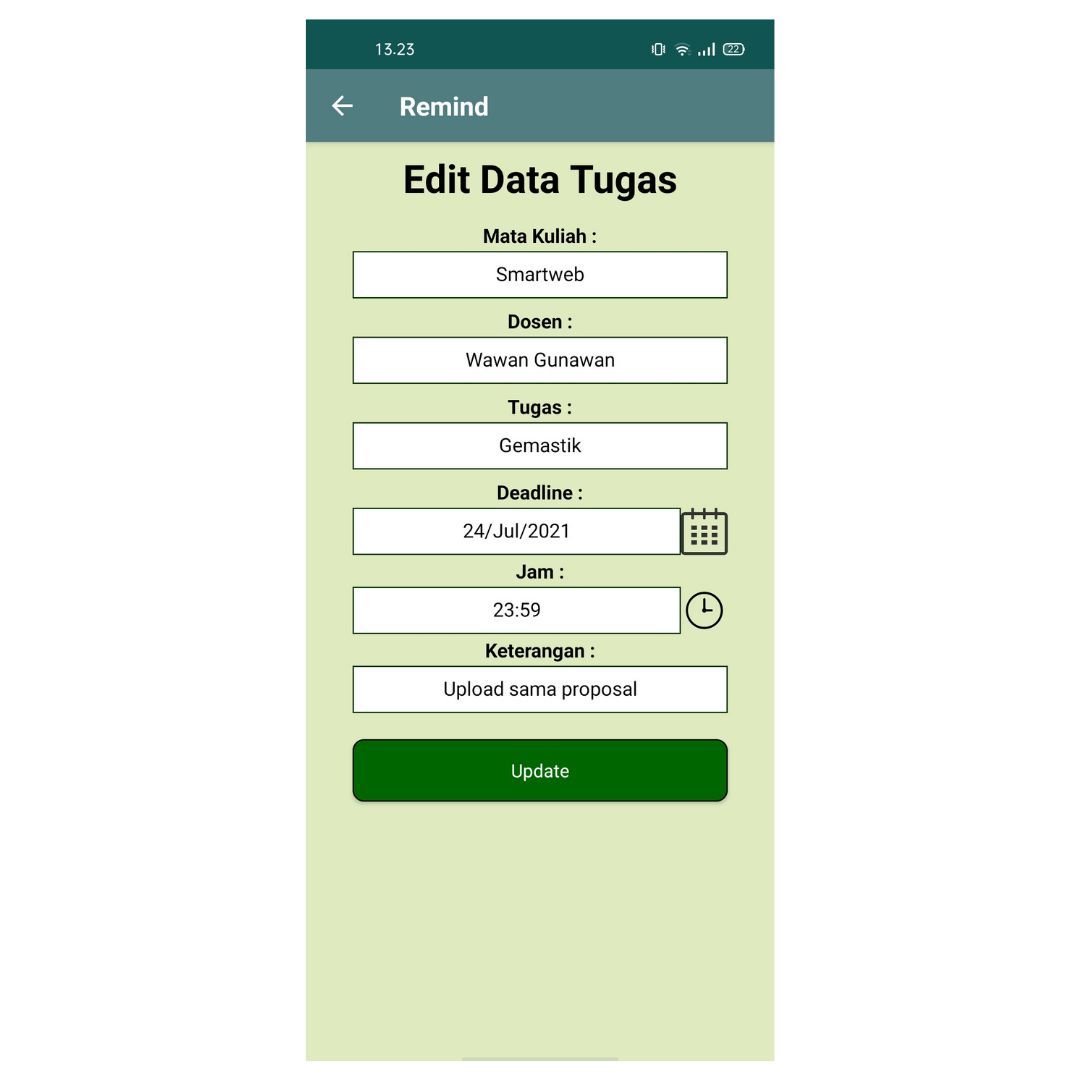 13.23
22
Remind
Edit Data Tugas
Mata Kuliah :
Smartweb
Dosen :
Wawan Gunawan
Tugas :
Gemastik
Deadline :
24/Jul/2021
Jam :
23:59
Keterangan :
Upload sama proposal
Update